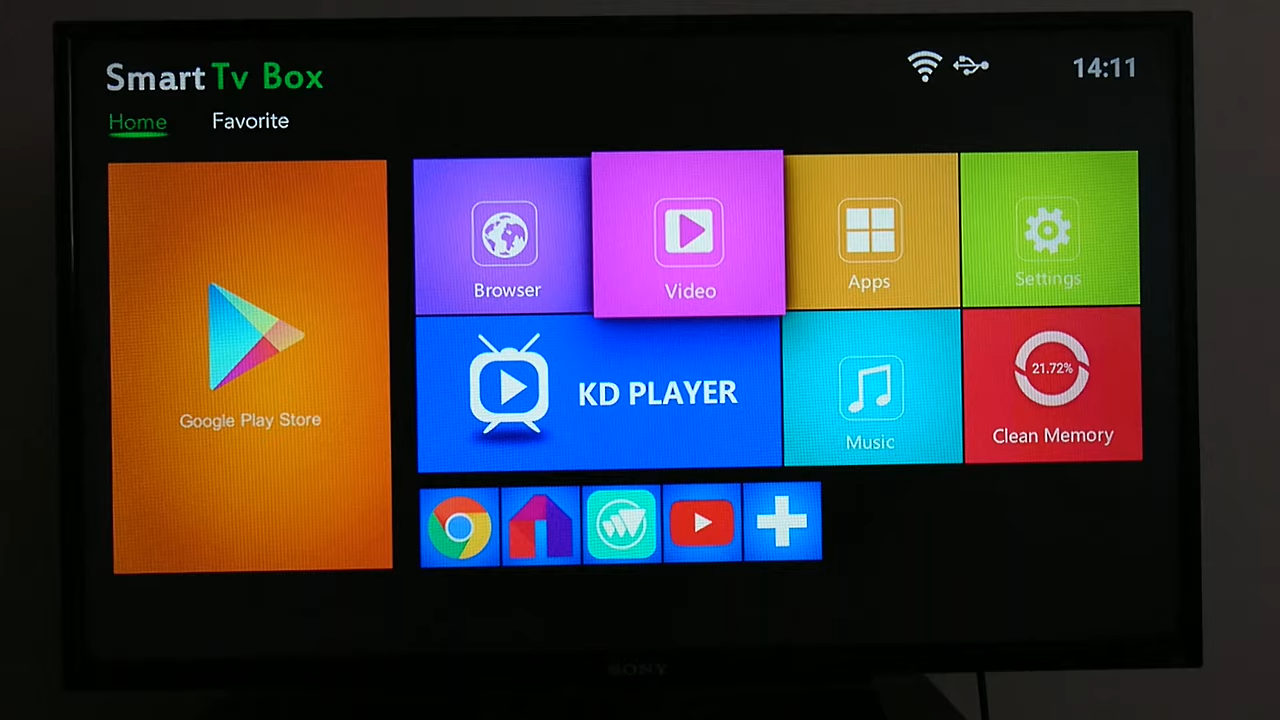 Smart Tv Box
14:11
Home
Favorite
Google Play Store
Browser
Video
Apps
Settings
KD PLAYER
Music
21.72%
Clean Memory
SONY